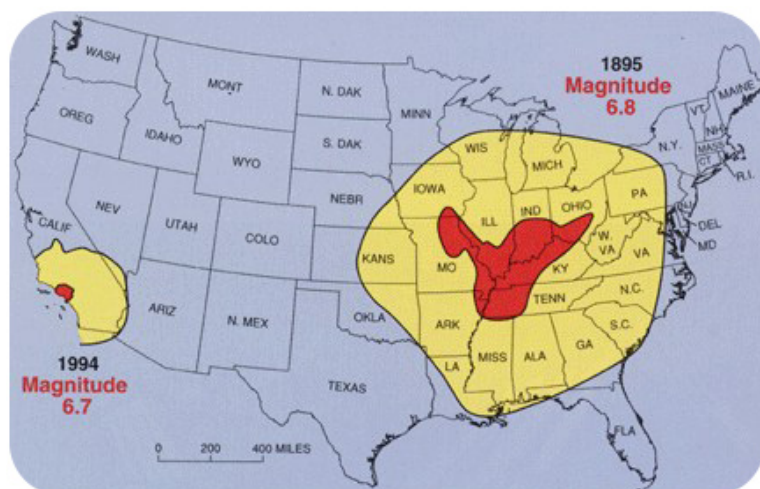 WASH
MONT
N. DAK
MINN
1895
Magnitude
6.8
MAINE
VT.
NH
MASS
CT
R.I.
N.Y.
OREG
IDAHO
WYO
S. DAK
WIS
MICH
IOWA
NEBR
NEV
UTAH
COLO
CALIF
ILL
IND
OHIO
PA
DEL
MD
W.
VA
VA
KANS
MO
KY
N.C.
TENN
ARIZ
N. MEX
OKLA
ARK
S.C.
MISS
ALA
GA
LA
TEXAS
FLA
1994
Magnitude
6.7
0 200 400 MILES